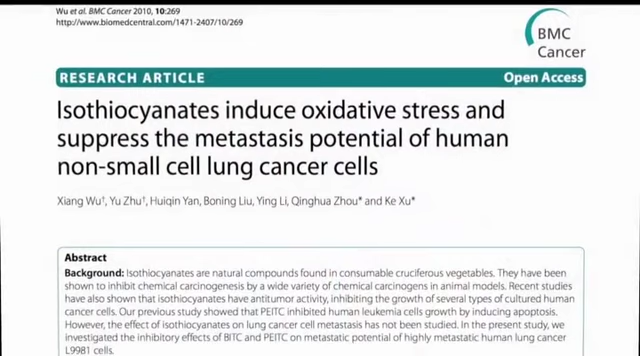 Wu et al. BMC Cancer 2010, 10:269
http://www.biomedcentral.com/1471-2407/10/269
BMC
Cancer
RESEARCH ARTICLE
Open Access
Isothiocyanates induce oxidative stress and
suppress the metastasis potential of human
non-small cell lung cancer cells
Xiang Wu†, Yu Zhu†, Huiqin Yan, Boning Liu, Ying Li, Qinghua Zhou* and Ke Xu*
Abstract
Background: Isothiocyanates are natural compounds found in consumable cruciferous vegetables. They have been
shown to inhibit chemical carcinogenesis by a wide variety of chemical carcinogens in animal models. Recent studies
have also shown that isothiocyanates have antitumor activity, inhibiting the growth of several types of cultured human
cancer cells. Our previous study showed that PEITC inhibited human leukemia cells growth by inducing apoptosis.
However, the effect of isothiocyanates on lung cancer cell metastasis has not been studied. In the present study, we
investigated the inhibitory effects of BITC and PEITC on metastatic potential of highly metastatic human lung cancer
L9981 cells.